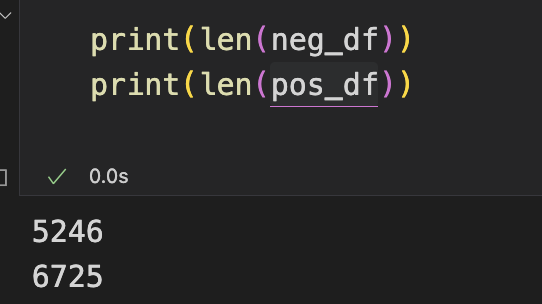 print(len(neg_df))
print(len(pos_df))
0.0s
5246
6725